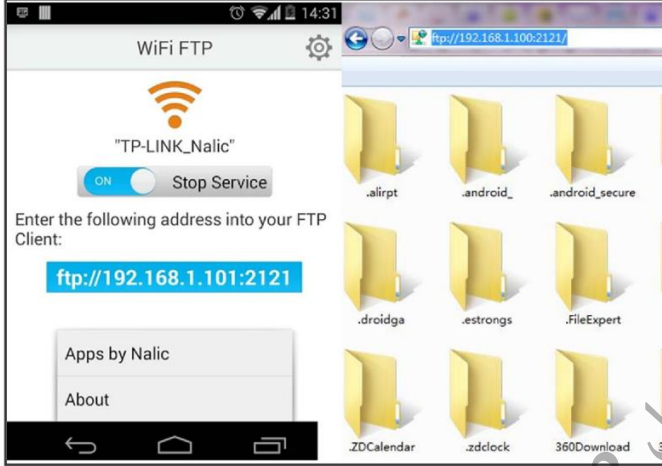 14:31
WiFi FTP
"TP-LINK_Nalic"
ON Stop Service
Enter the following address into your FTP
Client:
ftp://192.168.1.101:2121
Apps by Nalic
About
ftp://192.168.1.100:2121/
.alirpt .android_ .android_secure
.droidga .estrongs .FileExpert
.ZDCalendar .zdclock 360Download